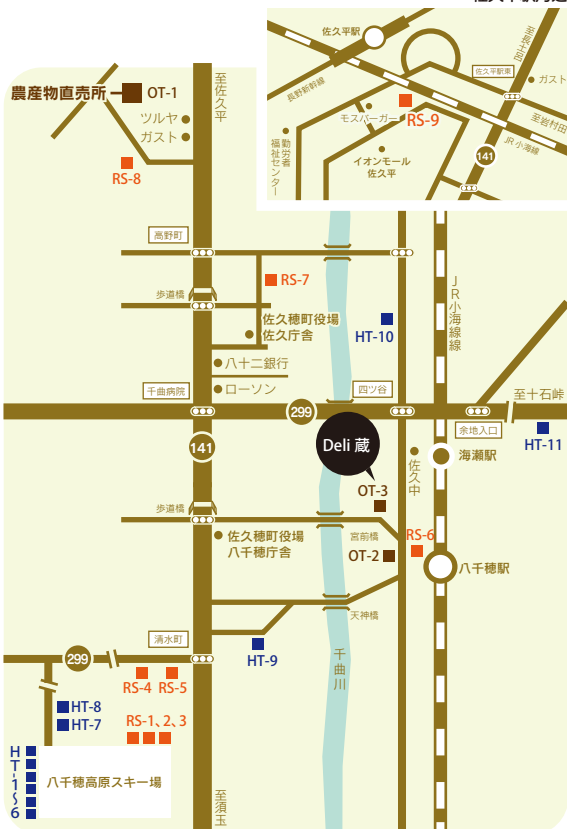 佐久平駅
至長土呂
佐久平駅東
ガスト
長野新幹線
モスバーガー
RS-9
至岩村田
JR小海線
勤労者
福祉センター
イオンモール
佐久平
141
農産物直売所
OT-1
至佐久平
ツルヤ
ガスト
RS-8
高野町
RS-7
歩道橋
佐久穂町役場
佐久庁舎
HT-10
JR小海線線
八十二銀行
千曲病院
ローソン
四ツ谷
至十石峠
299
余地入口
HT-11
141
Deli 蔵
佐久中
海瀬駅
OT-3
歩道橋
佐久穂町役場
八千穂庁舎
宮前橋
RS-6
OT-2
八千穂駅
天神橋
清水町
299
HT-9
千曲川
RS-4
RS-5
HT-8
HT-7
RS-1、2、3
HT-1~6
八千穂高原スキー場
至須玉